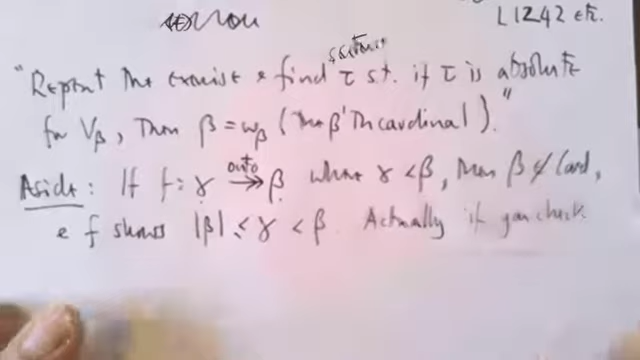 L1242 etc.
sentence
"Repeat the exercise & find τ s.t. if τ is absolute
for Vβ, Then β = ωβ (the β'Th cardinal)."
Aside: If f: γ onto → β where γ < β, then β ∉ Card,
& f shows |β| ≤ γ < β. Actually if you check